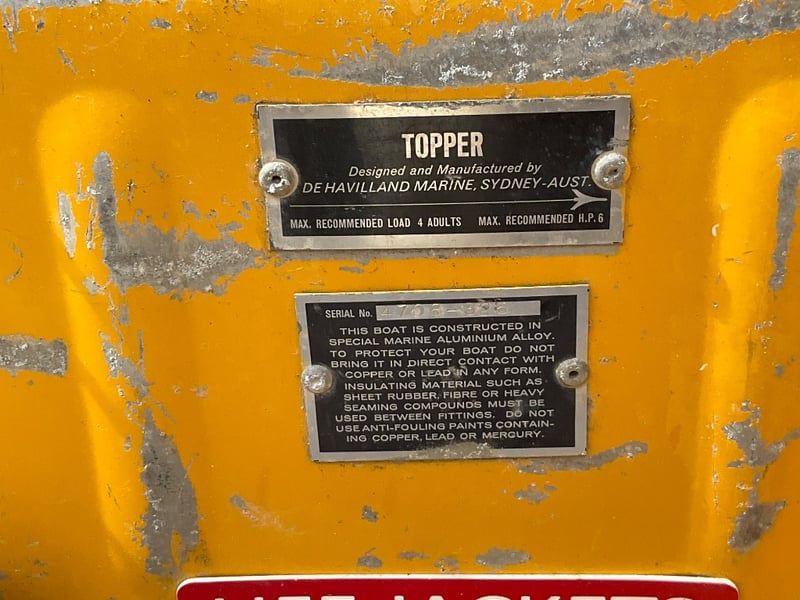 TOPPER
Designed and Manufactured by
DE HAVILLAND MARINE, SYDNEY-AUST.
MAX. RECOMMENDED LOAD 4 ADULTS MAX. RECOMMENDED H.P. 6
SERIAL No.
THIS BOAT IS CONSTRUCTED IN
SPECIAL MARINE ALUMINIUM ALLOY.
TO PROTECT YOUR BOAT DO NOT
BRING IT IN DIRECT CONTACT WITH
COPPER OR LEAD IN ANY FORM.
INSULATING MATERIAL SUCH AS
SHEET RUBBER, FIBRE OR HEAVY
SEAMING COMPOUNDS MUST BE
USED BETWEEN FITTINGS. DO NOT
USE ANTI-FOULING PAINTS CONTAIN-
ING COPPER, LEAD OR MERCURY.
LIFE JACKETS